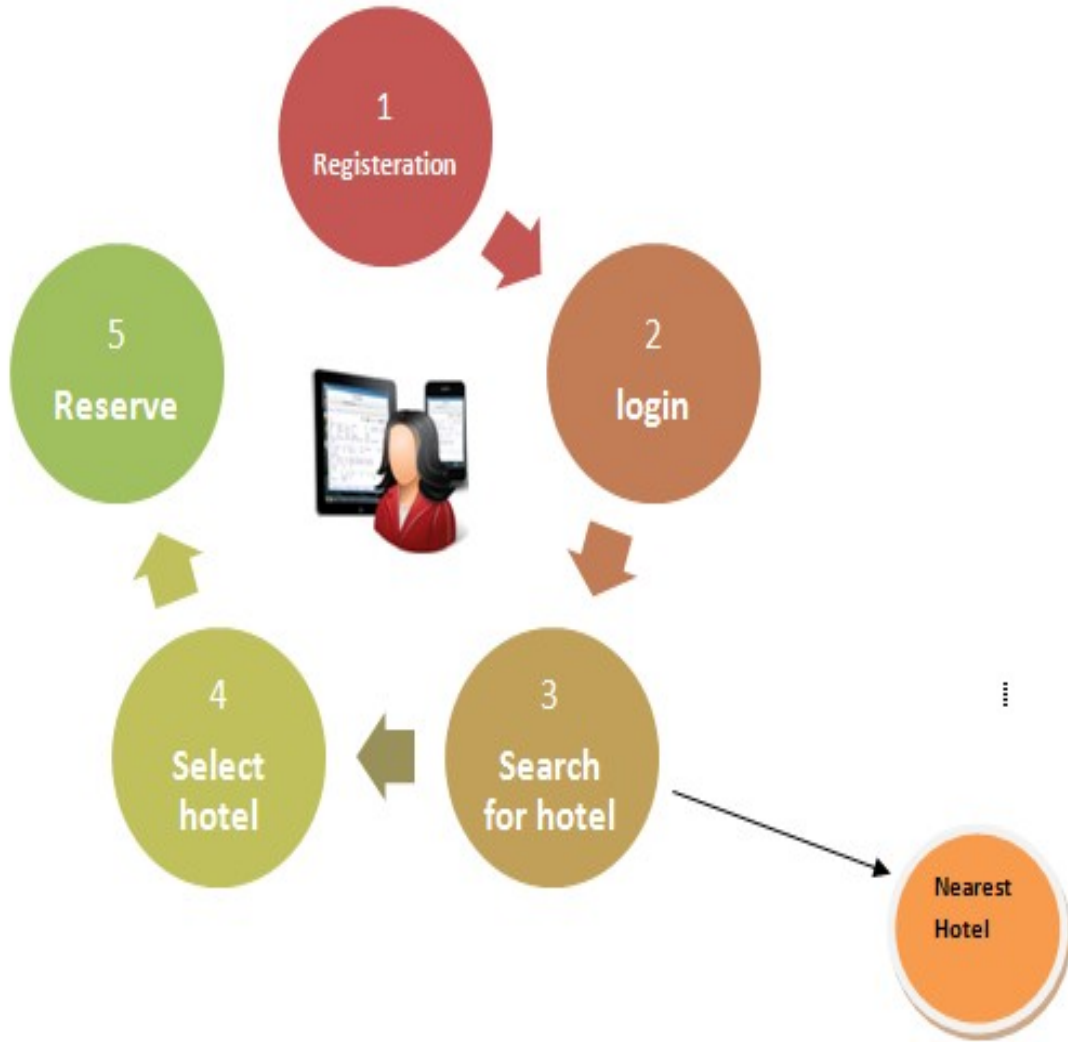 1
Registeration
2
login
3
Search
for hotel
4
Select
hotel
5
Reserve
Nearest
Hotel